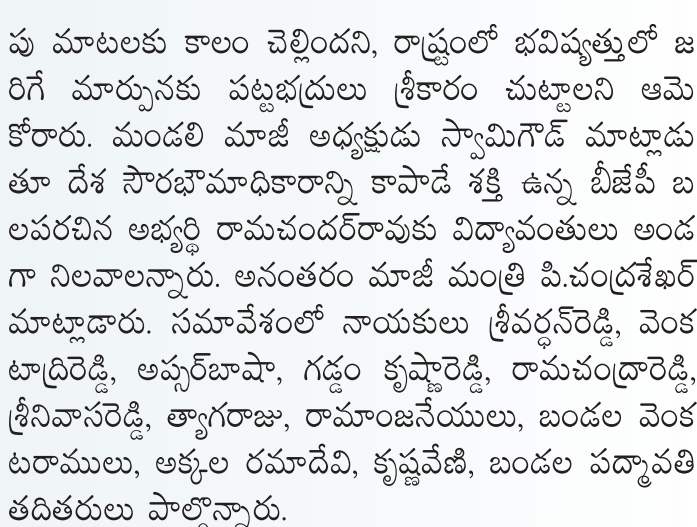 పు మాటలకు కాలం చెల్లిందని, రాష్ట్రంలో భవిష్యత్తులో జ
రిగే మార్పునకు పట్టభద్రులు శ్రీకారం చుట్టాలని ఆమె
కోరారు. మండలి మాజీ అధ్యక్షుడు స్వామిగౌడ్ మాట్లాడు
తూ దేశ సౌరభౌమాధికారాన్ని కాపాడే శక్తి ఉన్న బీజేపీ బ
లపరచిన అభ్యర్థి రామచందర్‌రావుకు విద్యావంతులు అండ
గా నిలవాలన్నారు. అనంతరం మాజీ మంత్రి పి.చంద్రశేఖర్
మాట్లాడారు. సమావేశంలో నాయకులు శ్రీవర్ధన్‌రెడ్డి, వెంక
టాద్రిరెడ్డి, అప్సర్‌బాషా, గడ్డం కృష్ణారెడ్డి, రామచంద్రారెడ్డి,
శ్రీనివాసరెడ్డి, త్యాగరాజు, రామాంజనేయులు, బండల వెంక
టరాములు, అక్కల రమాదేవి, కృష్ణవేణి, బండల పద్మావతి
తదితరులు పాల్గొన్నారు.